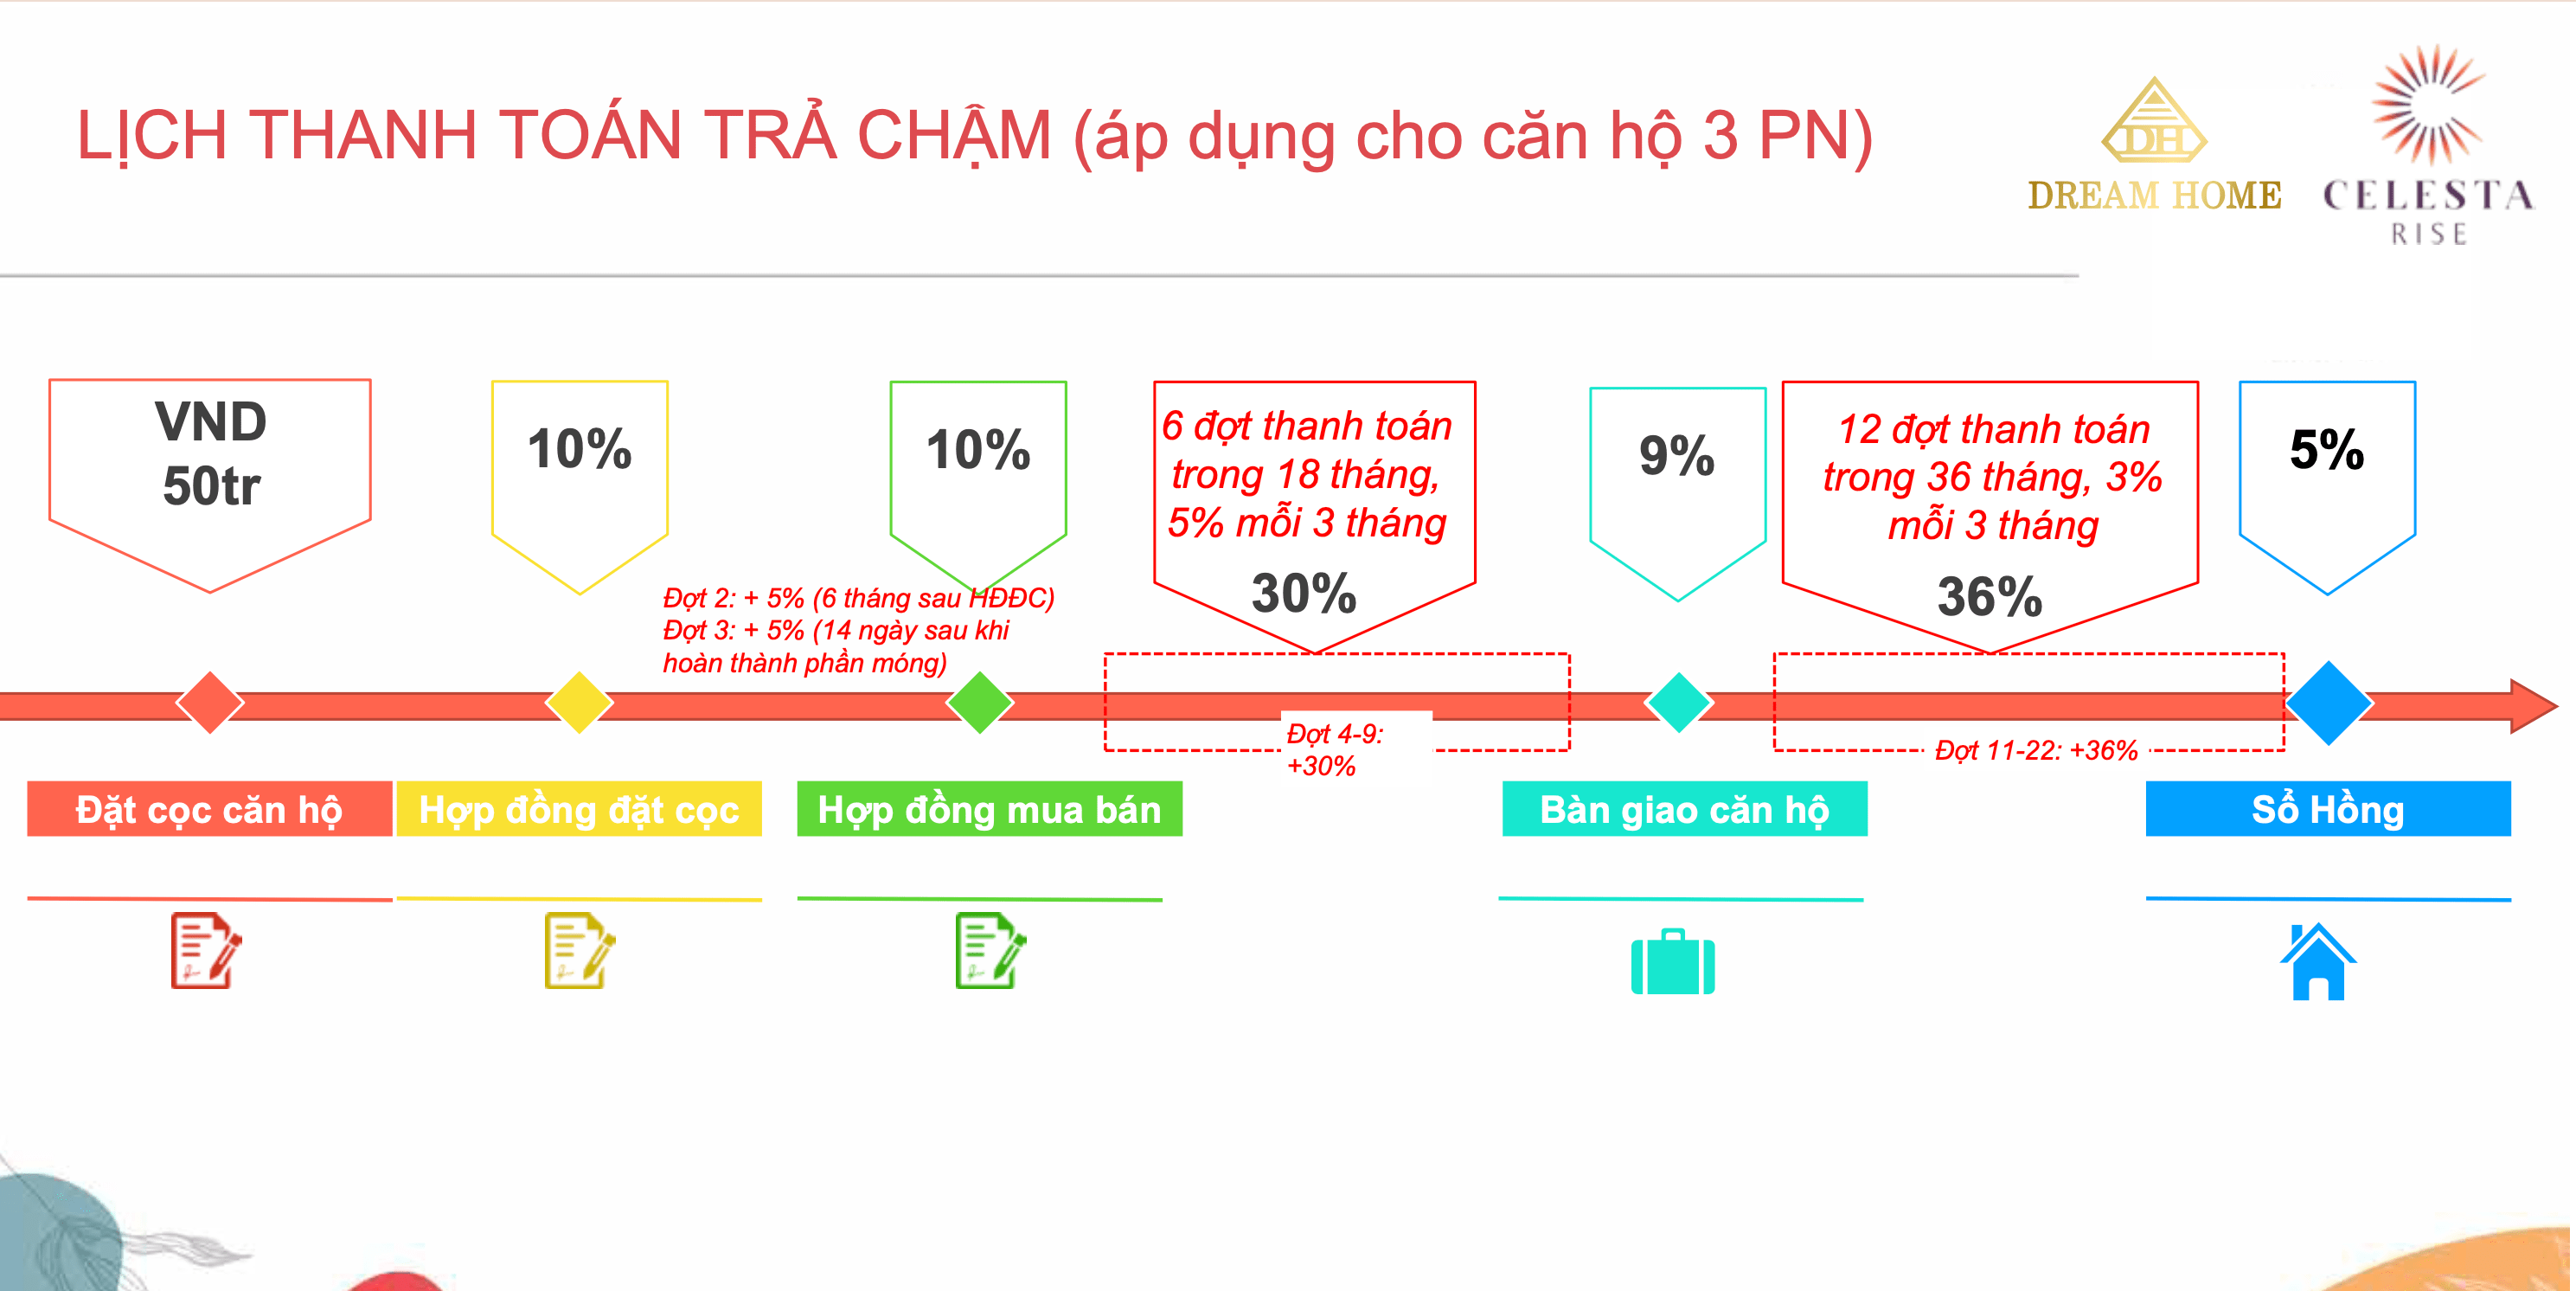 LỊCH THANH TOÁN TRẢ CHẬM (áp dụng cho căn hộ 3 PN)
DH
DREAM HOME
CELESTA
RISE
VND
50tr
10%
10%
6 đợt thanh toán
trong 18 tháng,
5% mỗi 3 tháng
30%
9%
12 đợt thanh toán
trong 36 tháng, 3%
mỗi 3 tháng
36%
5%
Đợt 2: + 5% (6 tháng sau HĐĐC)
Đợt 3: + 5% (14 ngày sau khi
hoàn thành phần móng)
Đợt 4-9:
+30%
Đợt 11-22: +36%
Đặt cọc căn hộ
Hợp đồng đặt cọc
Hợp đồng mua bán
Bàn giao căn hộ
Sổ Hồng